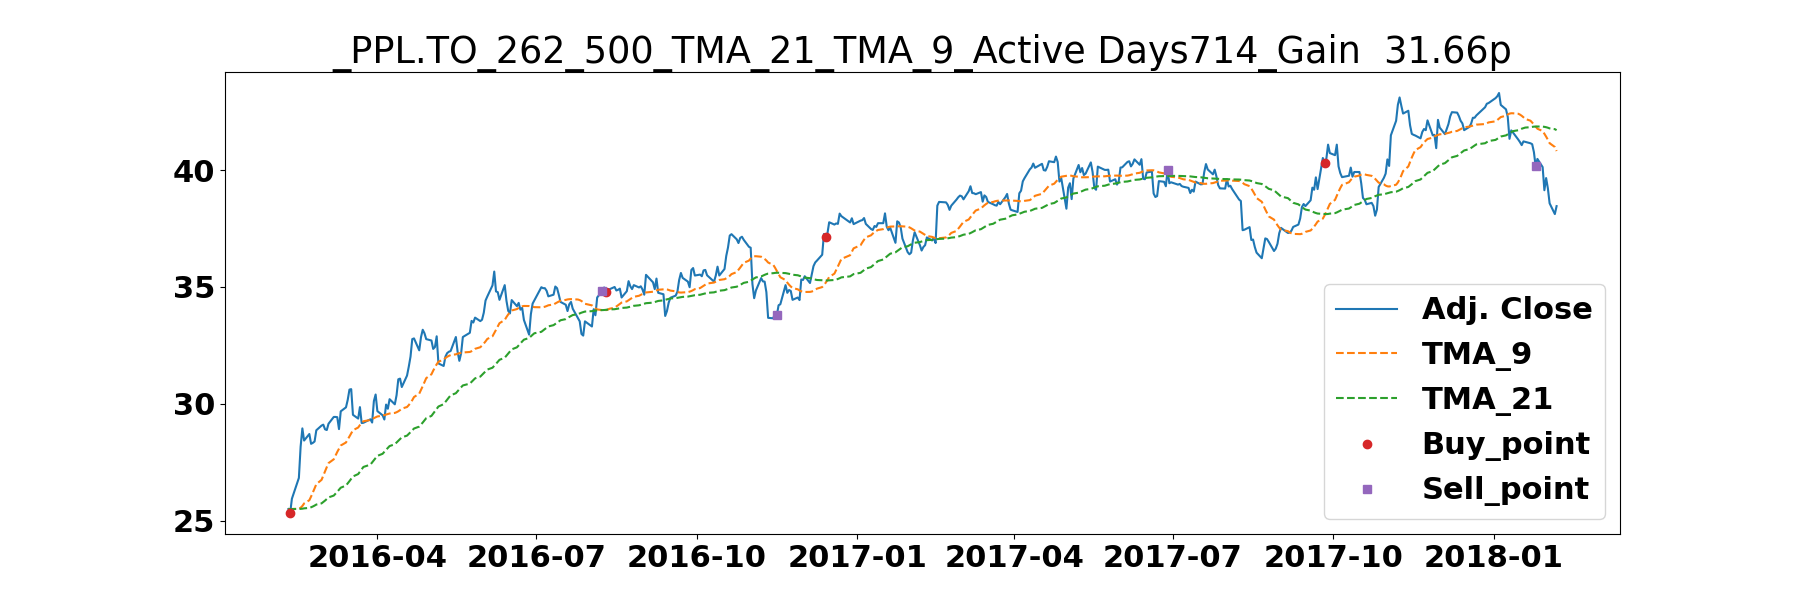 _PPL.TO_262_500_TMA_21_TMA_9_Active Days714_Gain  31.66p
40
35
30
25
Adj. Close
TMA_9
TMA_21
Buy_point
Sell_point
2016-04 2016-07 2016-10 2017-01 2017-04 2017-07 2017-10 2018-01